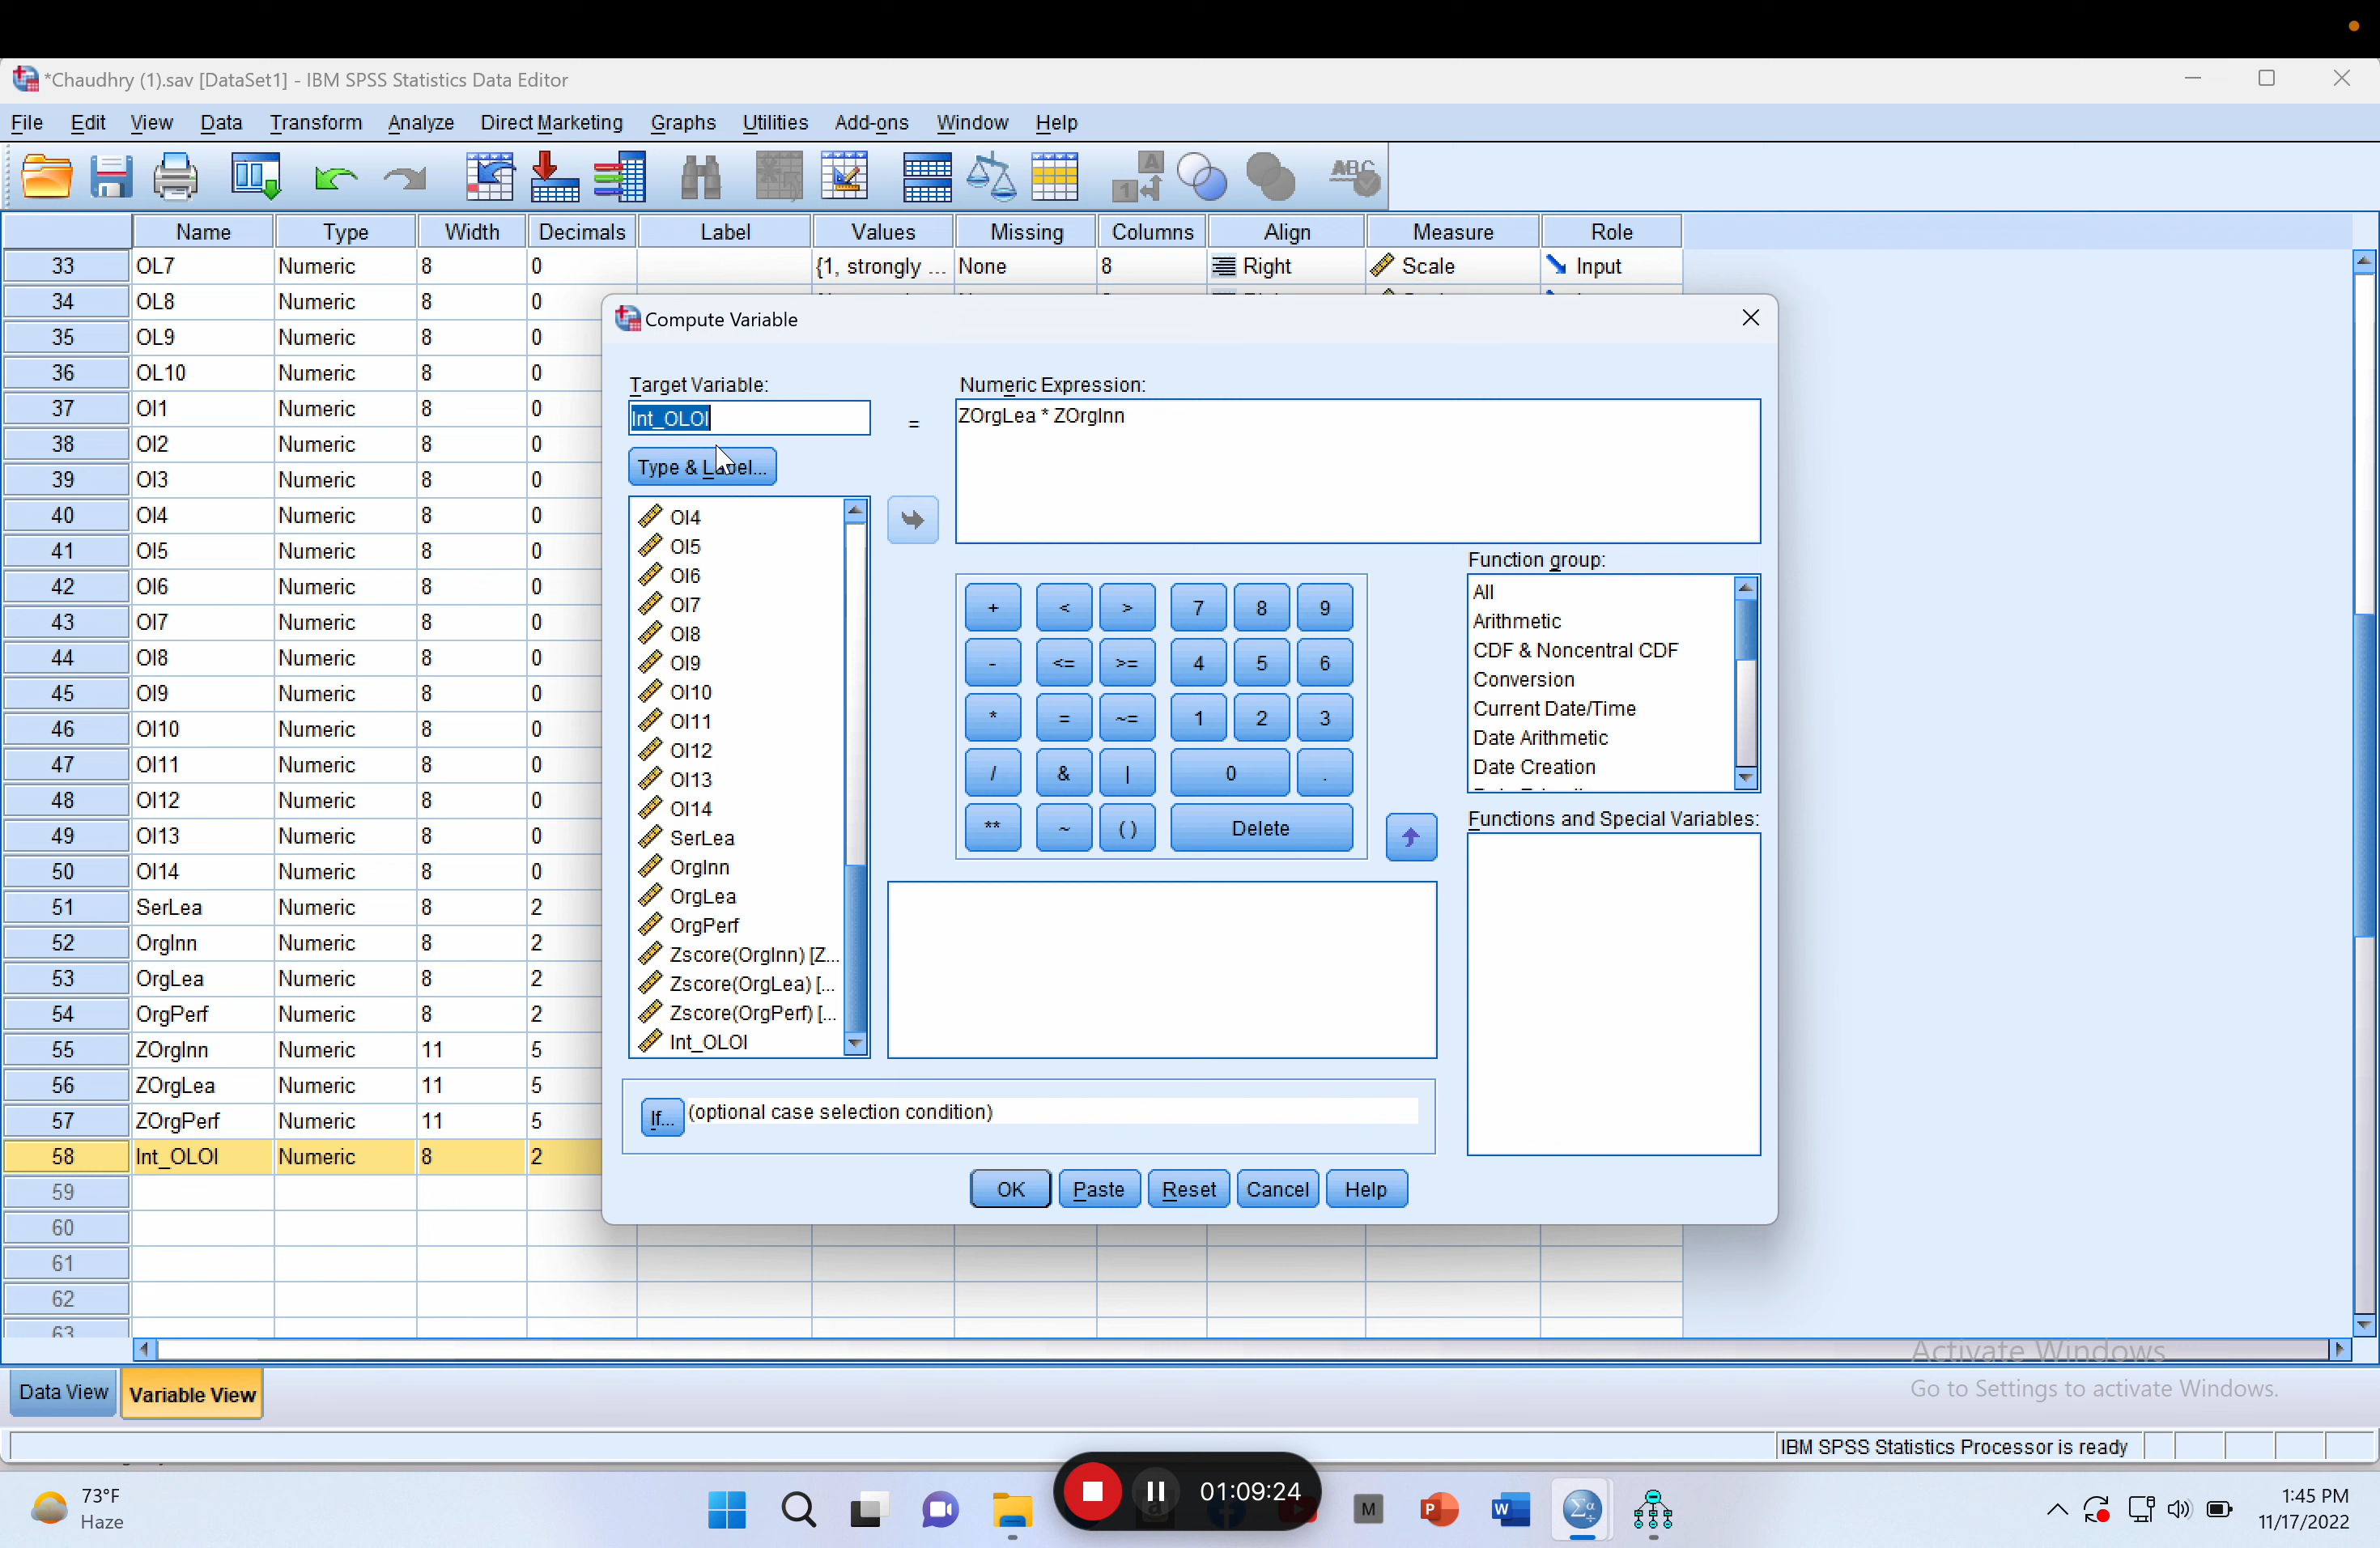 *Chaudhry (1).sav [DataSet1] - IBM SPSS Statistics Data Editor
File Edit View Data Transform Analyze Direct Marketing Graphs Utilities Add-ons Window Help
A 1 ABC
Name Type Width Decimals Label Values Missing Columns Align Measure Role
33 OL7 Numeric 8 0 {1, strongly ... None 8 Right Scale Input
34 OL8 Numeric 8 0
35 OL9 Numeric 8 0
36 OL10 Numeric 8 0
37 OI1 Numeric 8 0
38 OI2 Numeric 8 0
39 OI3 Numeric 8 0
40 OI4 Numeric 8 0
41 OI5 Numeric 8 0
42 OI6 Numeric 8 0
43 OI7 Numeric 8 0
44 OI8 Numeric 8 0
45 OI9 Numeric 8 0
46 OI10 Numeric 8 0
47 OI11 Numeric 8 0
48 OI12 Numeric 8 0
49 OI13 Numeric 8 0
50 OI14 Numeric 8 0
51 SerLea Numeric 8 2
52 OrgInn Numeric 8 2
53 OrgLea Numeric 8 2
54 OrgPerf Numeric 8 2
55 ZOrgInn Numeric 11 5
56 ZOrgLea Numeric 11 5
57 ZOrgPerf Numeric 11 5
58 Int_OLOI Numeric 8 2
59
60
61
62
63
Compute Variable
Target Variable:
Int_OLOI
=
Numeric Expression:
ZOrgLea * ZOrgInn
Type & Label...
OI4
OI5
OI6
OI7
OI8
OI9
OI10
OI11
OI12
OI13
OI14
SerLea
OrgInn
OrgLea
OrgPerf
Zscore(OrgInn) [Z...
Zscore(OrgLea) [...
Zscore(OrgPerf) [...
Int_OLOI
+ < > 7 8 9
- <= >= 4 5 6
* = ~= 1 2 3
/ & | 0 .
** ~ ( ) Delete
Function group:
All
Arithmetic
CDF & Noncentral CDF
Conversion
Current Date/Time
Date Arithmetic
Date Creation
Functions and Special Variables:
If... (optional case selection condition)
OK Paste Reset Cancel Help
Activate Windows
Go to Settings to activate Windows.
Data View Variable View
IBM SPSS Statistics Processor is ready
73°F
Haze
01:09:24
M P W Σα
1:45 PM
11/17/2022